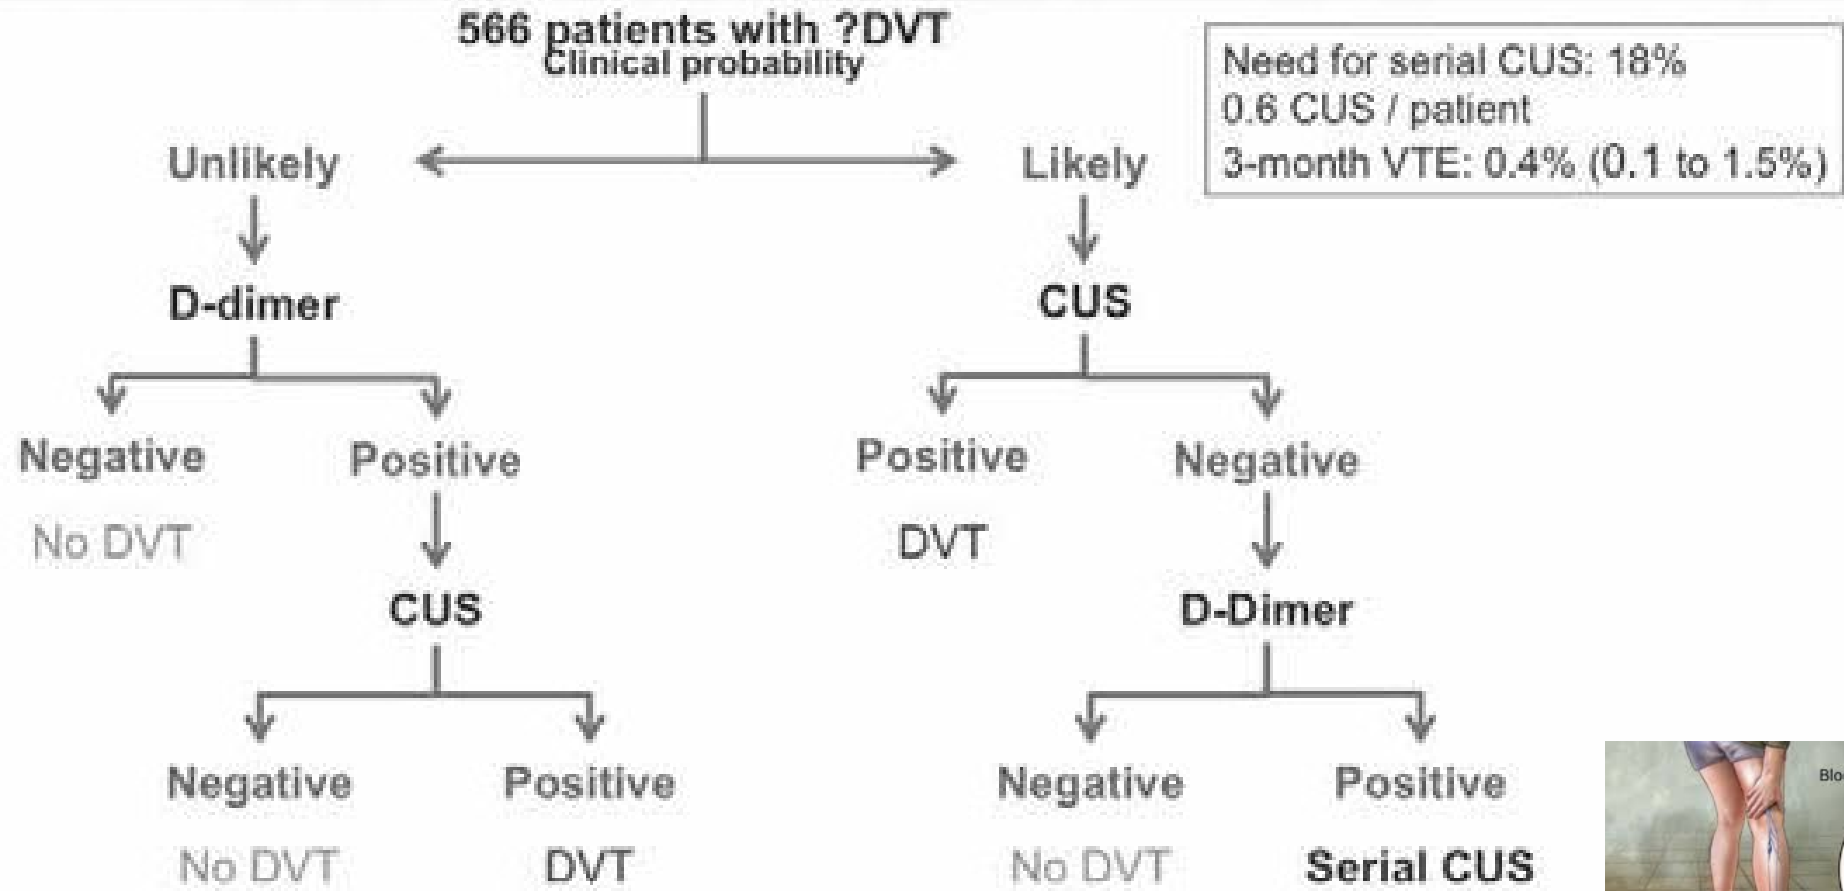 566 patients with ?DVT
Clinical probability
Need for serial CUS: 18%
0.6 CUS / patient
3-month VTE: 0.4% (0.1 to 1.5%)
Unlikely
Likely
D-dimer
CUS
Negative
Positive
Positive
Negative
No DVT
DVT
CUS
D-Dimer
Negative
Positive
Negative
Positive
No DVT
DVT
No DVT
Serial CUS